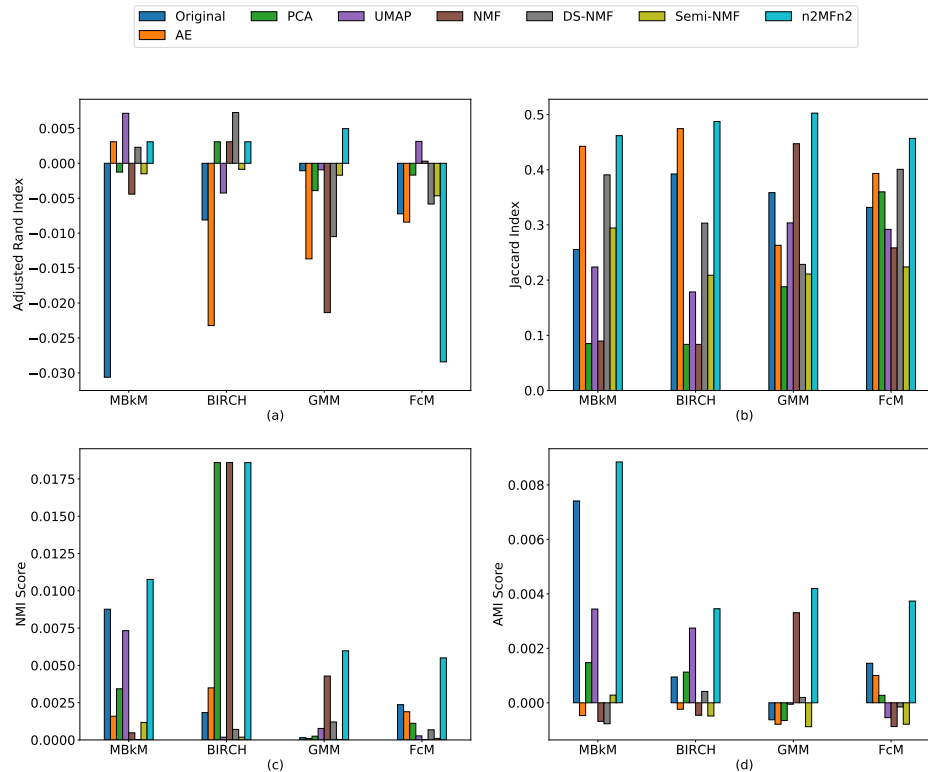 Original PCA UMAP NMF DS-NMF Semi-NMF n2MFn2
AE
0.005
0.000
−0.005
−0.010
−0.015
−0.020
−0.025
−0.030
Adjusted Rand Index
MBkM BIRCH GMM FcM
(a)
0.5
0.4
0.3
0.2
0.1
0.0
Jaccard Index
MBkM BIRCH GMM FcM
(b)
0.0175
0.0150
0.0125
0.0100
0.0075
0.0050
0.0025
0.0000
NMI Score
MBkM BIRCH GMM FcM
(c)
0.008
0.006
0.004
0.002
0.000
AMI Score
MBkM BIRCH GMM FcM
(d)